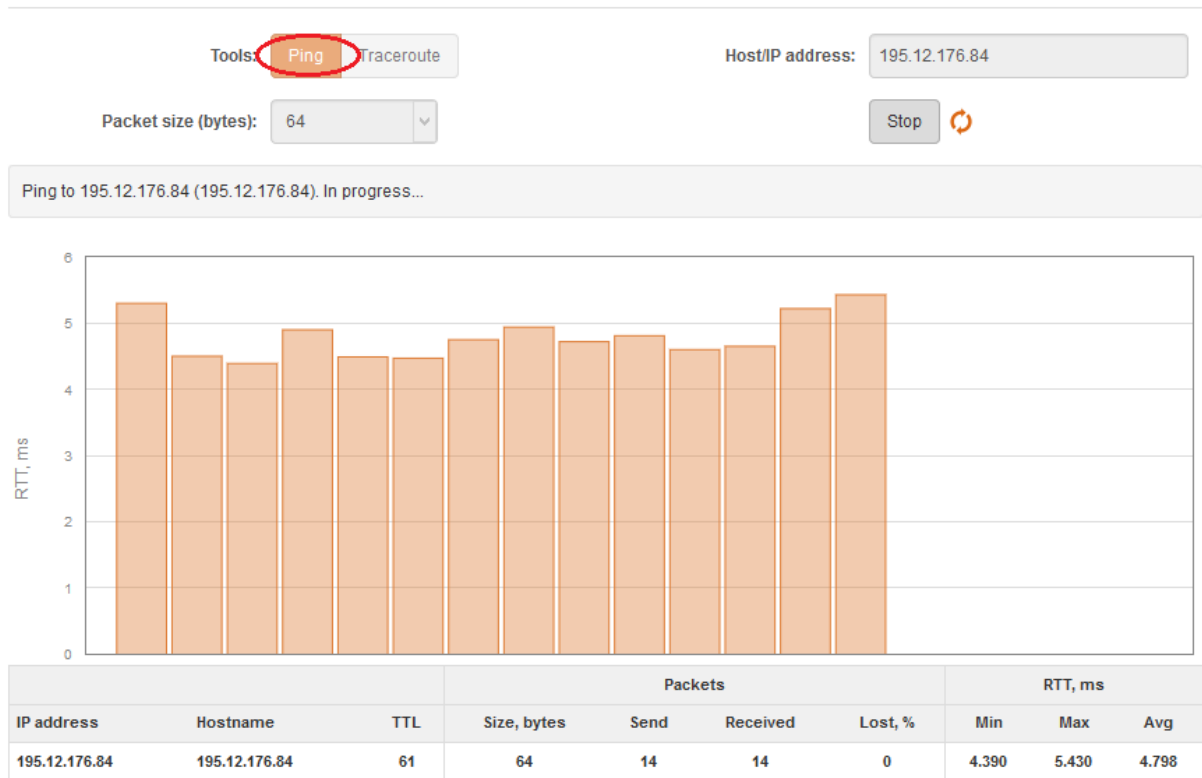 Tools: Ping Traceroute Host/IP address: 195.12.176.84
Packet size (bytes): 64 Stop
Ping to 195.12.176.84 (195.12.176.84). In progress...
6
5
4
3
2
1
0
RTT, ms
Packets RTT, ms
IP address Hostname TTL Size, bytes Send Received Lost, % Min Max Avg
195.12.176.84 195.12.176.84 61 64 14 14 0 4.390 5.430 4.798